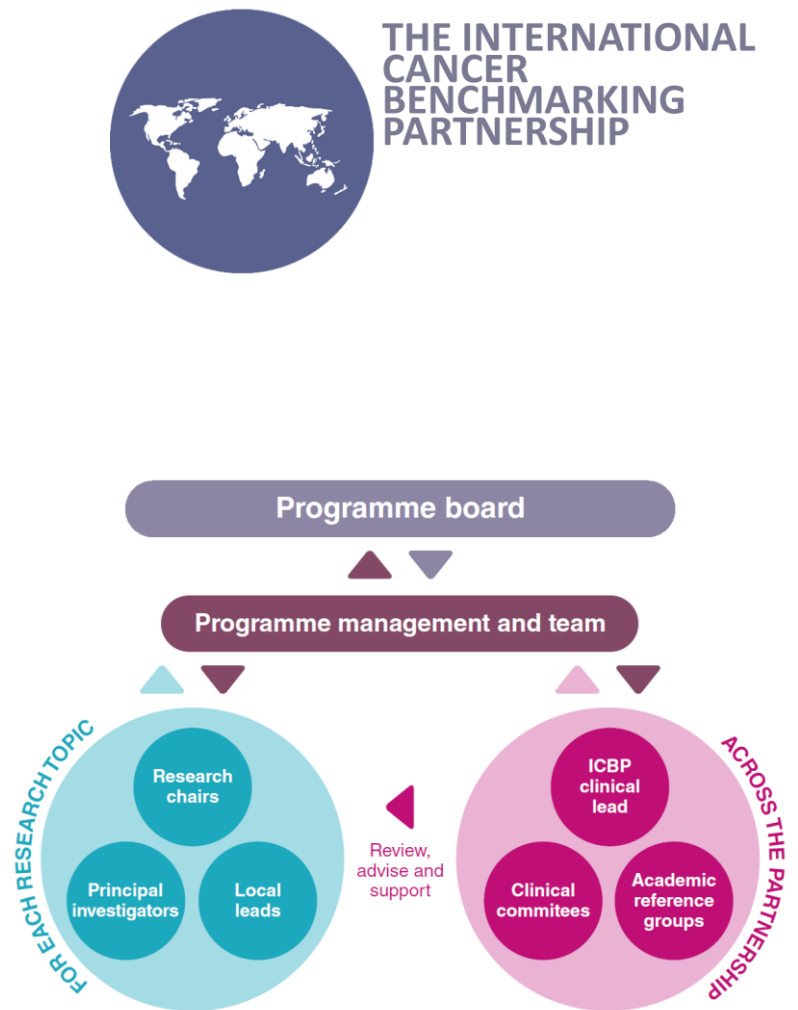 THE INTERNATIONAL
CANCER
BENCHMARKING
PARTNERSHIP
Programme board
Programme management and team
FOR EACH RESEARCH TOPIC
Research
chairs
Principal
investigators
Local
leads
Review,
advise and
support
ACROSS THE PARTNERSHIP
ICBP
clinical
lead
Clinical
commitees
Academic
reference
groups